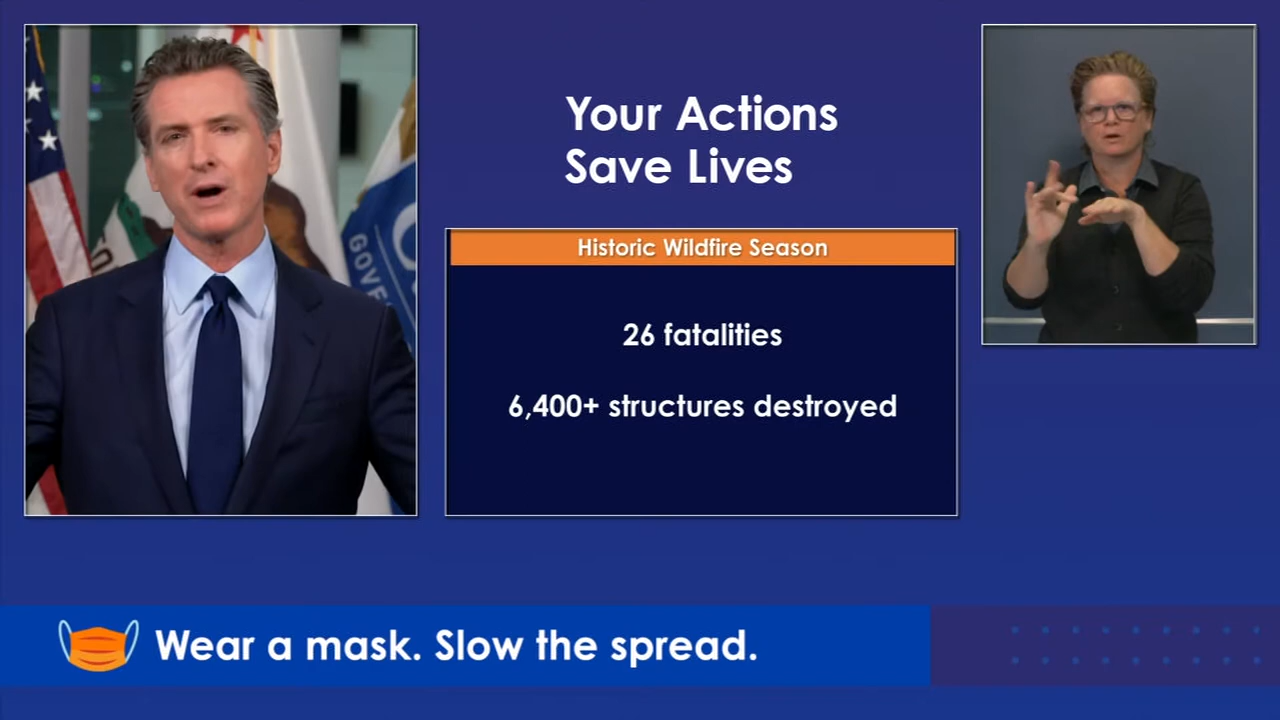 Your Actions
Save Lives
Historic Wildfire Season
26 fatalities
6,400+ structures destroyed
Wear a mask. Slow the spread.